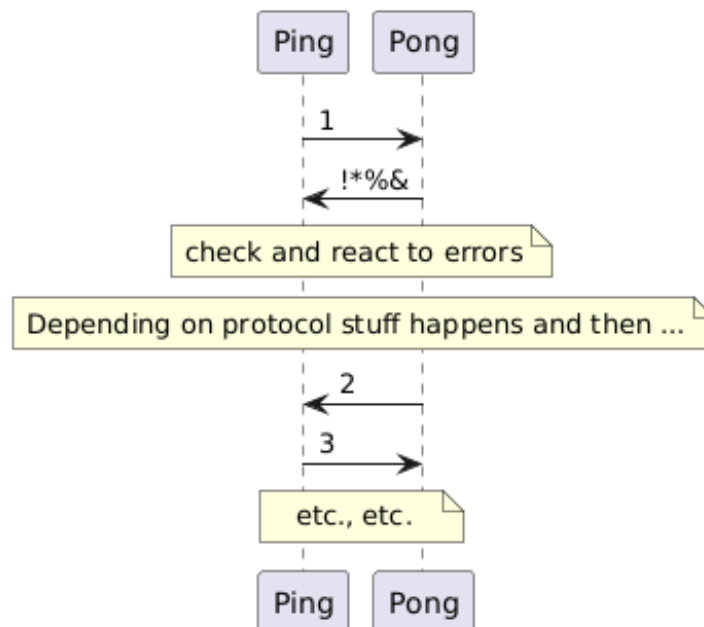 Ping Pong
1
!*%&
check and react to errors
Depending on protocol stuff happens and then ...
2
3
etc., etc.
Ping Pong